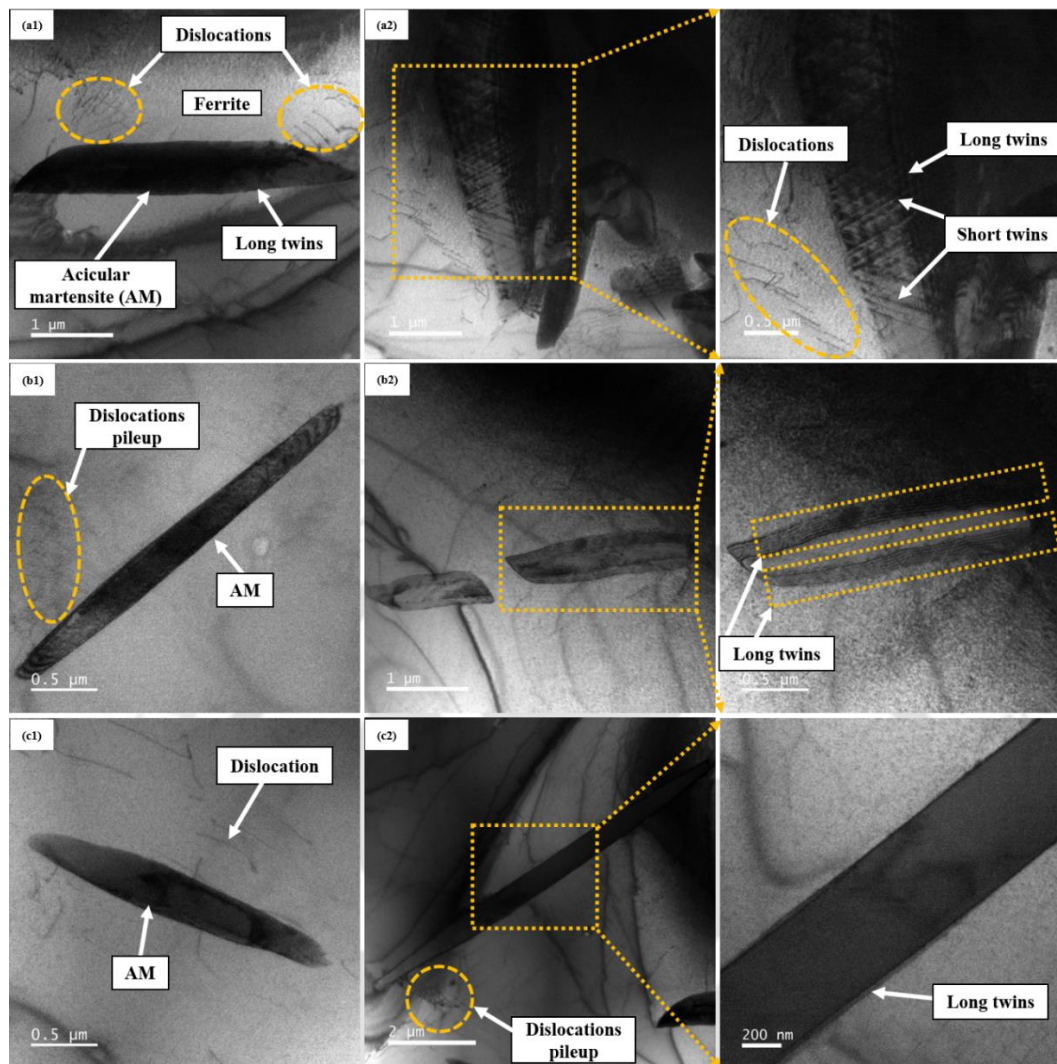 (a1)
Dislocations
Ferrite
Long twins
Acicular
martensite (AM)
1 μm
(a2)
1 μm
Dislocations
Long twins
Short twins
0.5 μm
(b1)
Dislocations
pileup
AM
0.5 μm
(b2)
1 μm
Long twins
0.5 μm
(c1)
Dislocation
AM
0.5 μm
(c2)
2 μm
Dislocations
pileup
Long twins
200 nm